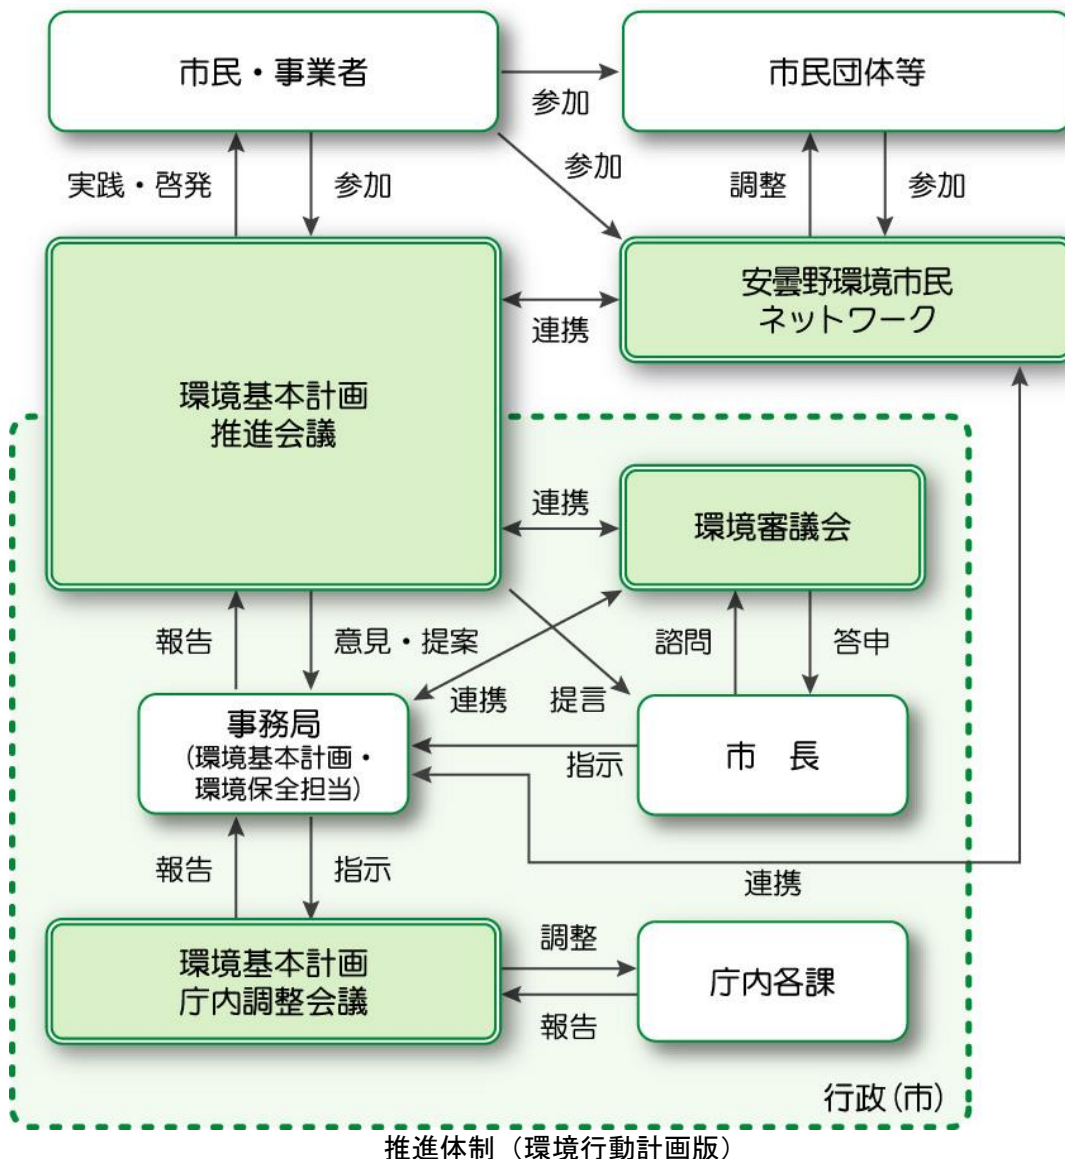 市民・事業者
市民団体等
参加
実践・啓発
参加
参加
調整
参加
安曇野環境市民
ネットワーク
連携
環境基本計画
推進会議
連携
環境審議会
報告
意見・提案
連携
提言
諮問
答申
事務局
(環境基本計画・
環境保全担当)
指示
市　長
報告
指示
連携
環境基本計画
庁内調整会議
調整
報告
庁内各課
行政(市)
推進体制（環境行動計画版）